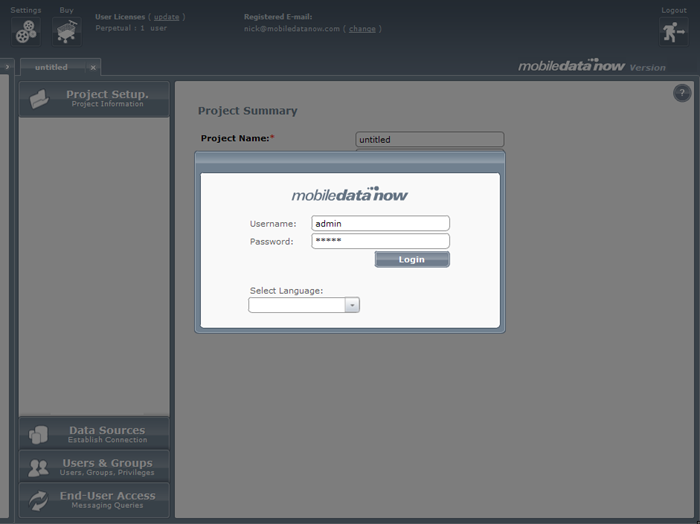 Settings
Buy
User Licenses ( update )
Perpetual : 1 user
Registered E-mail:
nick@mobiledatanow.com ( change )
Logout
untitled x
mobiledatanow Version
Project Setup.
Project Information
?
Project Summary
Project Name:* untitled
mobiledatanow
Username: admin
Password: *****
Login
Select Language:
Data Sources
Establish Connection
Users & Groups
Users, Groups, Privileges
End-User Access
Messaging Queries